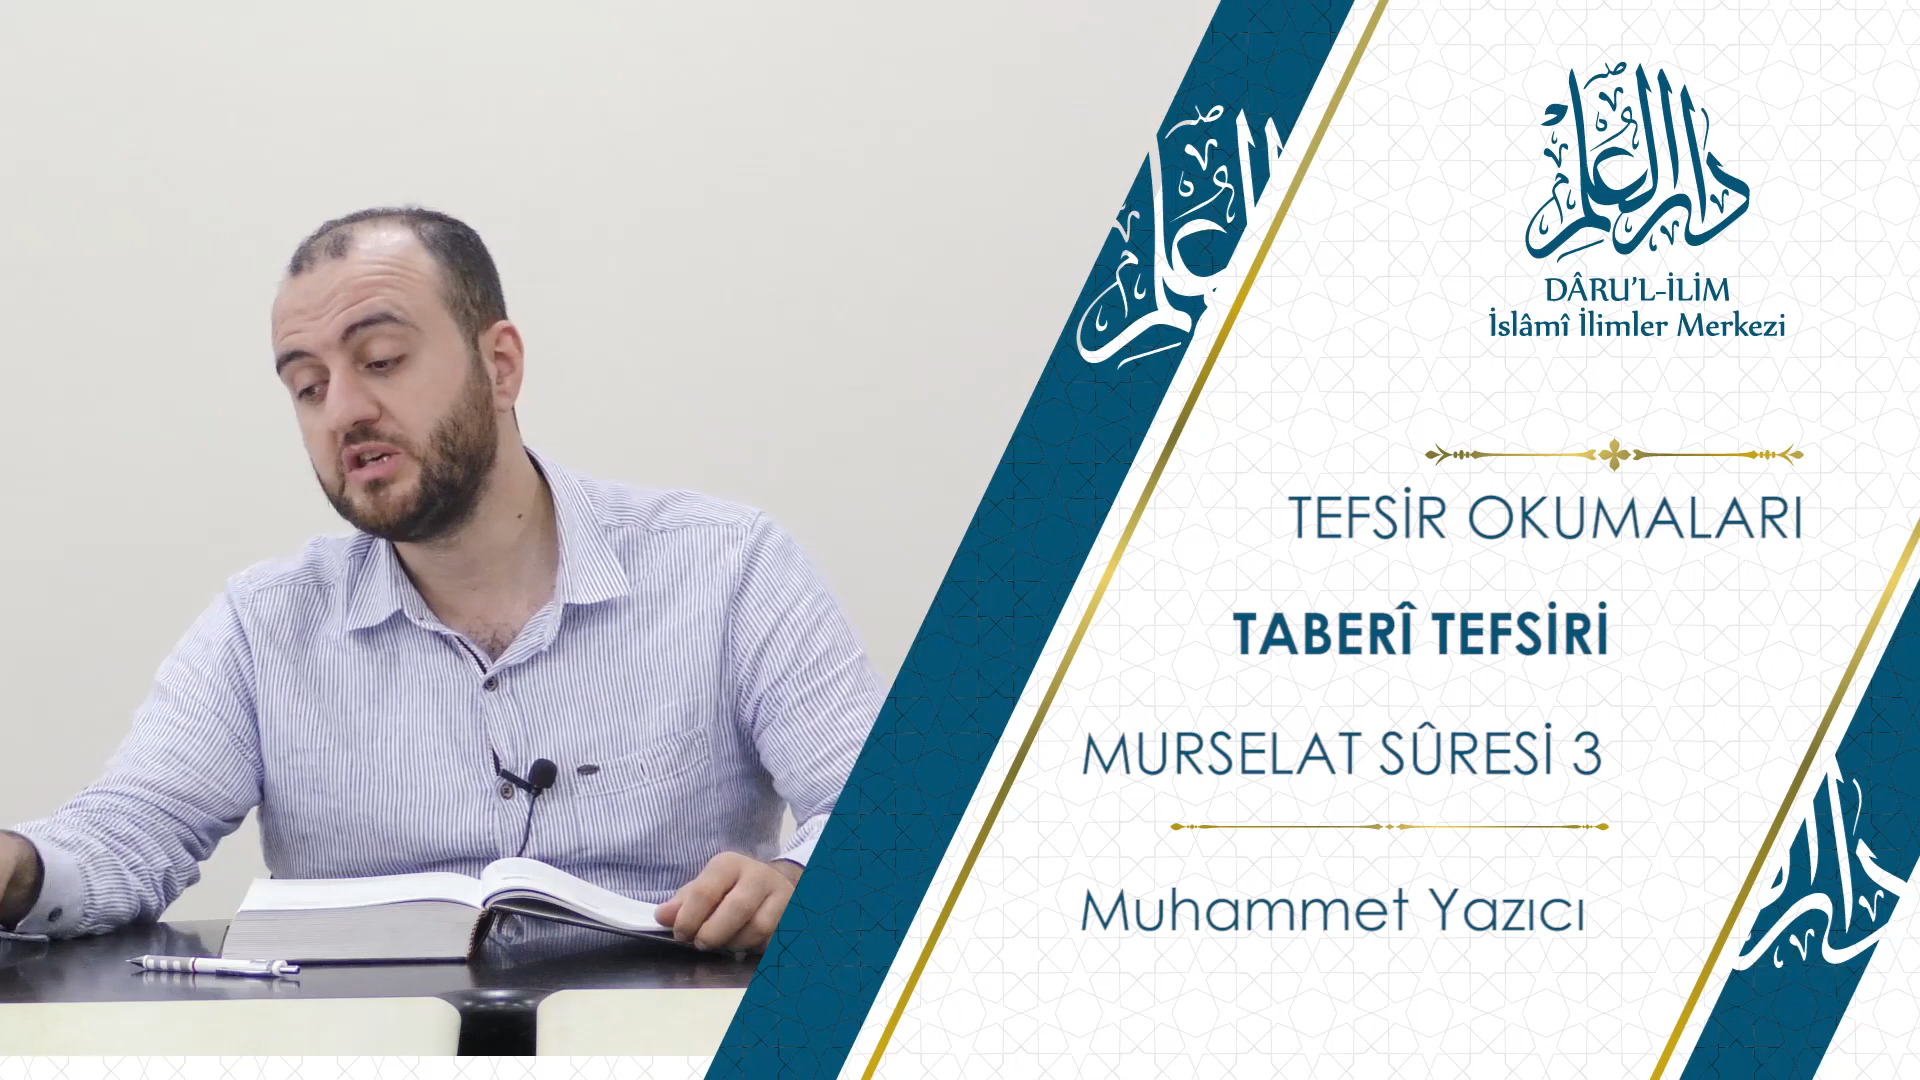 دار العلم
DÂRU'L-İLİM
İslâmî İlimler Merkezi
TEFSİR OKUMALARI
TABERÎ TEFSİRİ
MURSELAT SÛRESİ 3
Muhammet Yazıcı